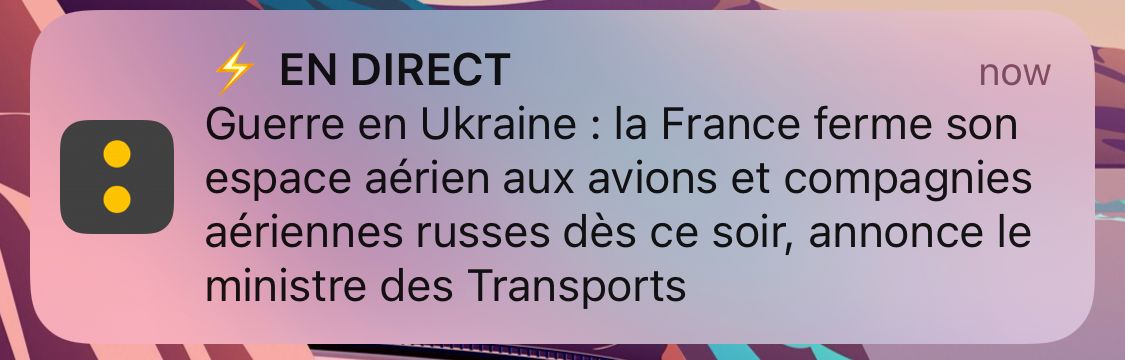 ⚡ EN DIRECT
now
Guerre en Ukraine : la France ferme son
espace aérien aux avions et compagnies
aériennes russes dès ce soir, annonce le
ministre des Transports